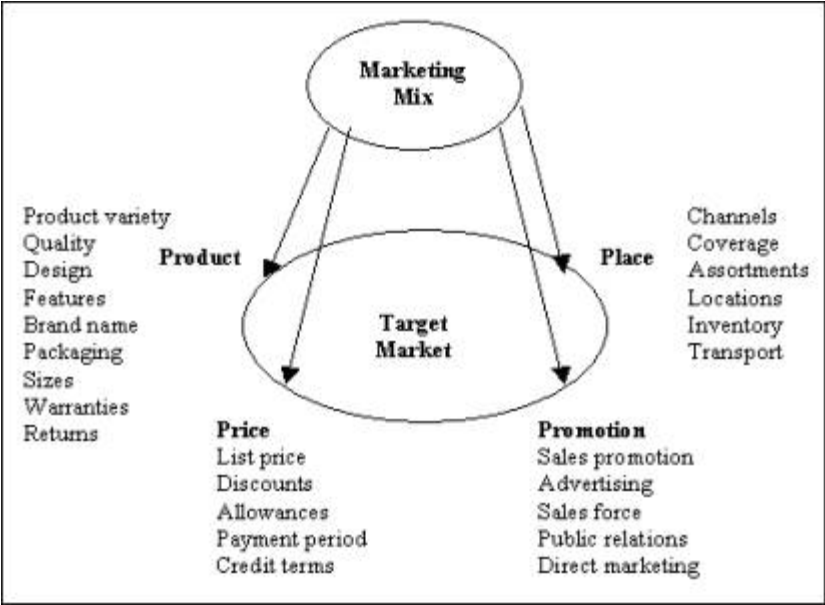 Marketing
Mix
Product variety
Quality
Design
Features
Brand name
Packaging
Sizes
Warranties
Returns
Product
Target
Market
Place
Channels
Coverage
Assortments
Locations
Inventory
Transport
Price
List price
Discounts
Allowances
Payment period
Credit terms
Promotion
Sales promotion
Advertising
Sales force
Public relations
Direct marketing